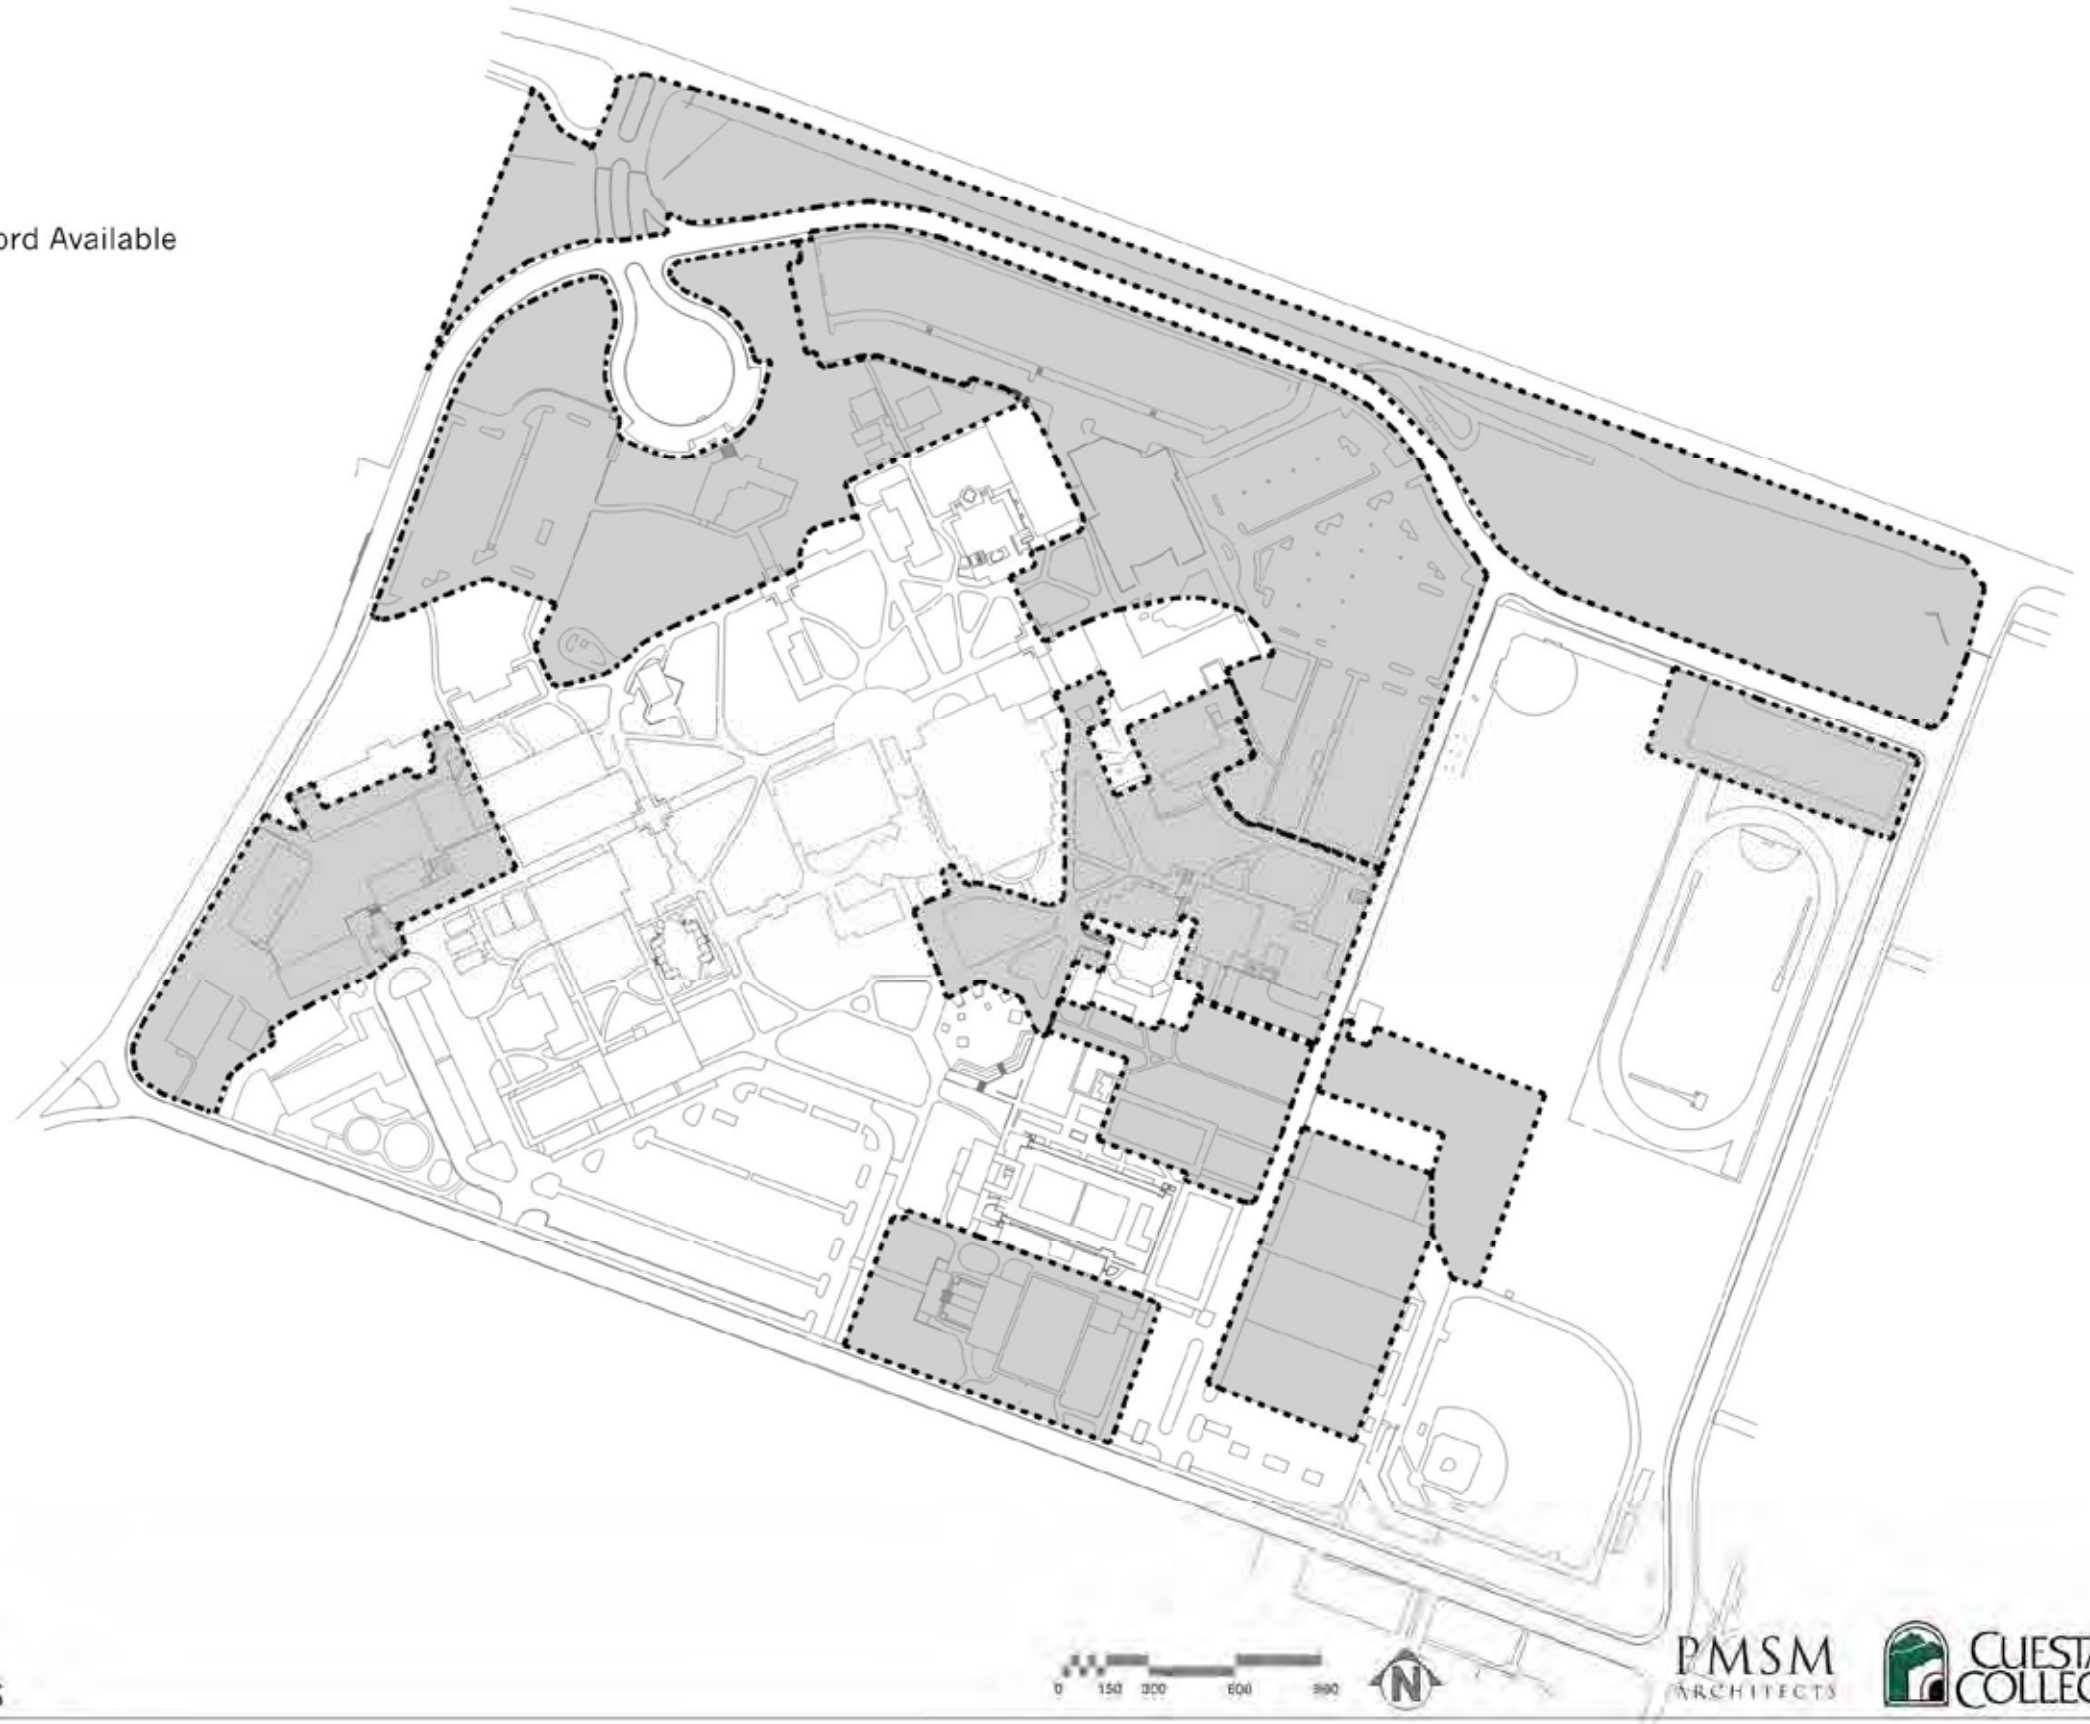 ord Available
0 150 300 600 900
N
PMSM
ARCHITECTS
CUESTA
COLLEG
S